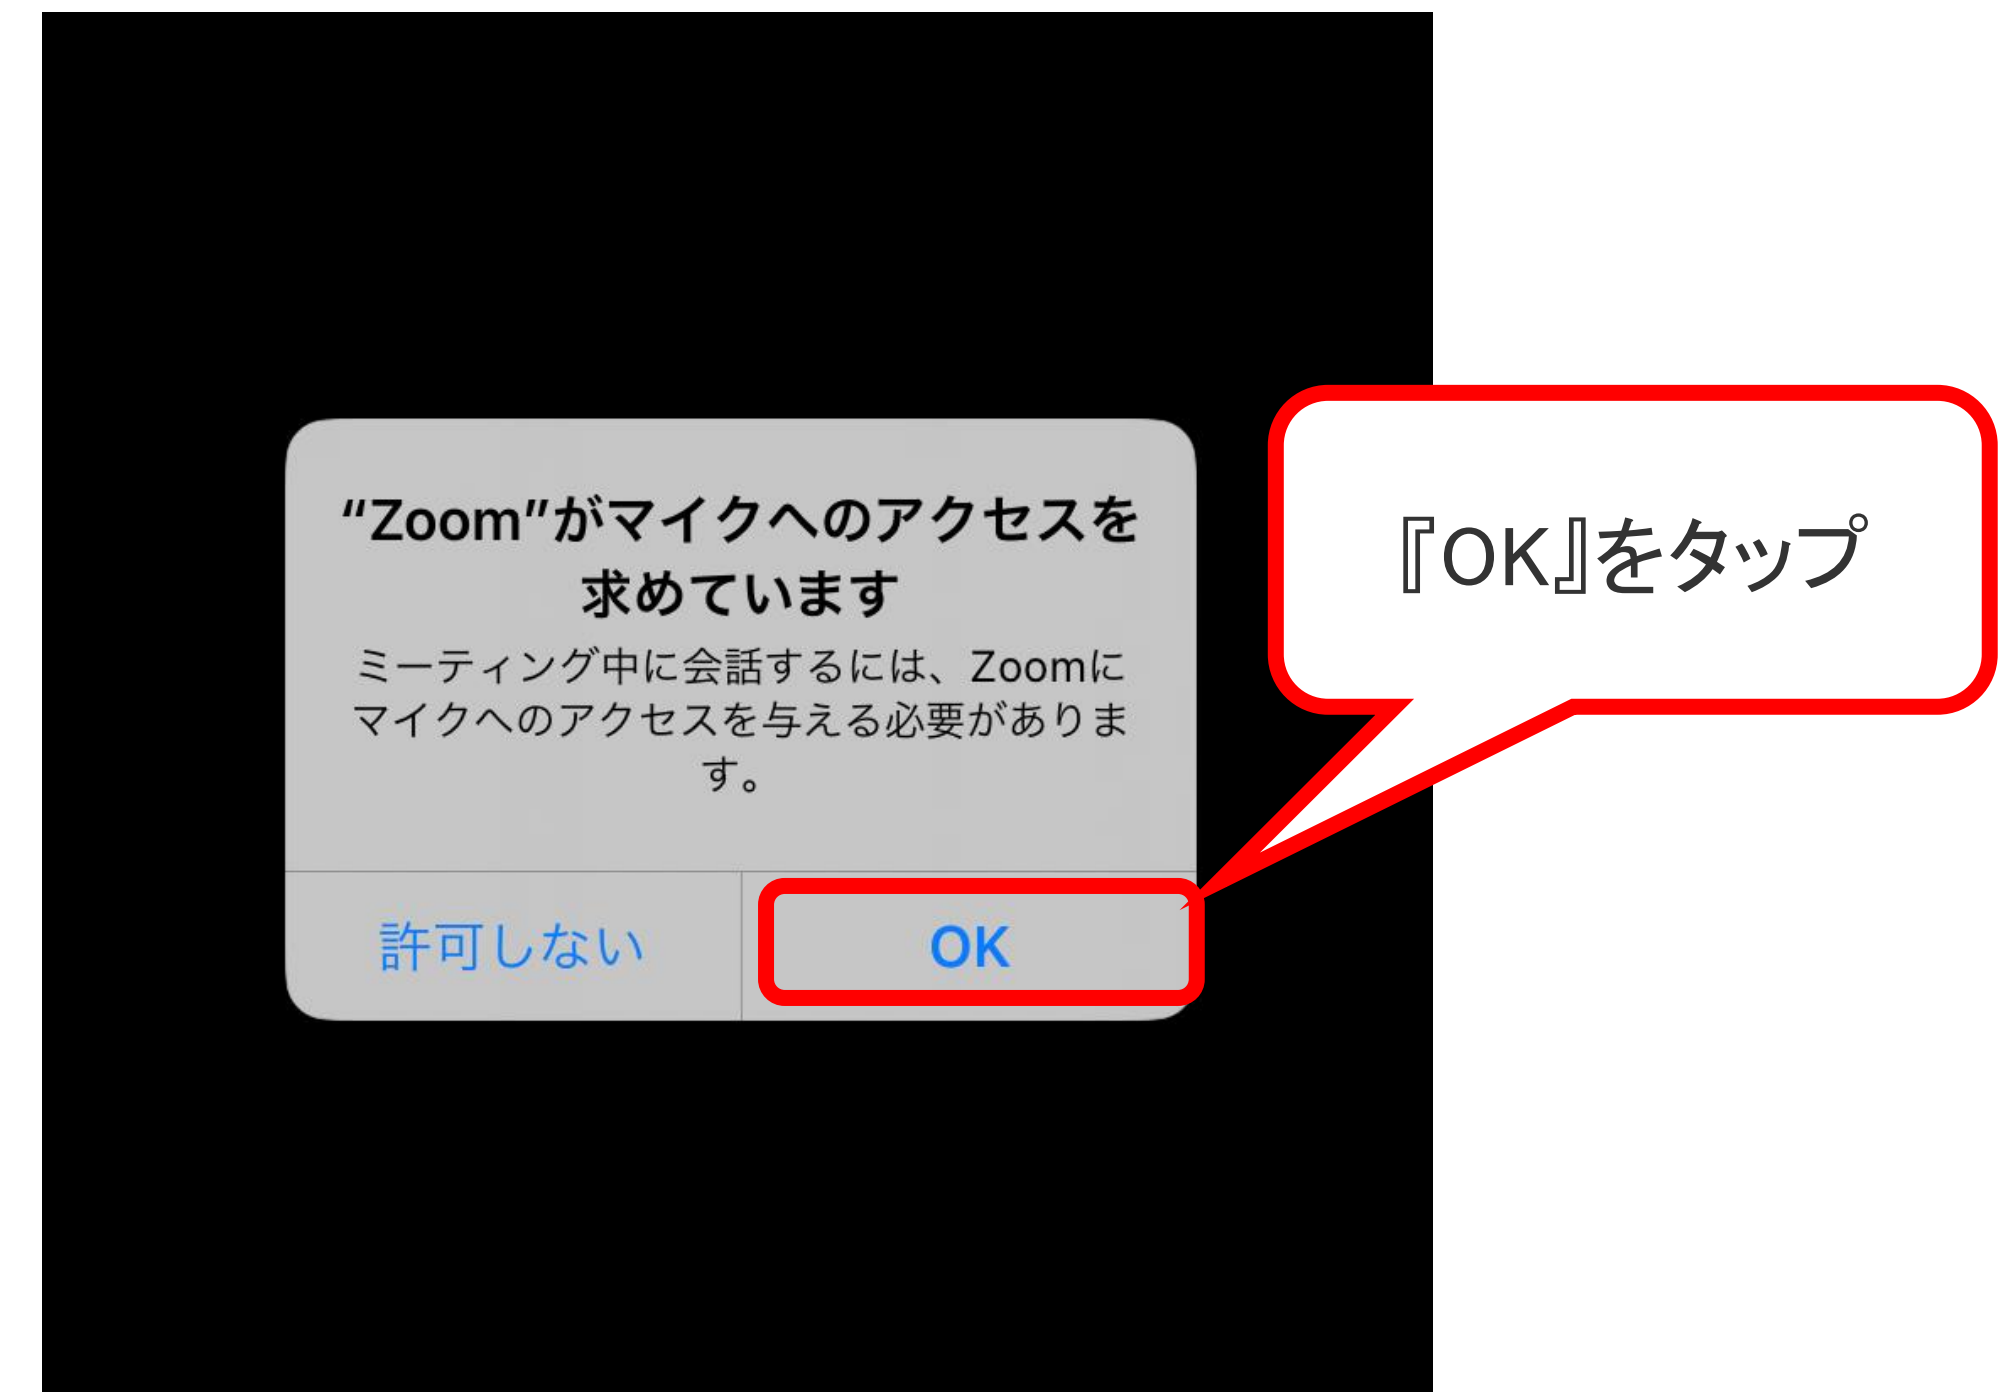 “Zoom”がマイクへのアクセスを
求めています
ミーティング中に会話するには、Zoomに
マイクへのアクセスを与える必要がありま
す。
許可しない
OK
『OK』をタップ